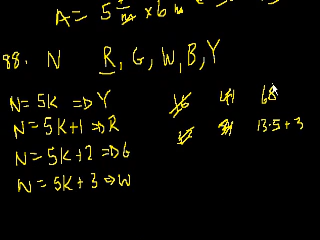 A = 5 × 6
88. N R, G, W, B, Y
N = 5K => Y 41 68
N = 5K+1 => R 13·5+3
N = 5K+2 => G
N = 5K+3 => W